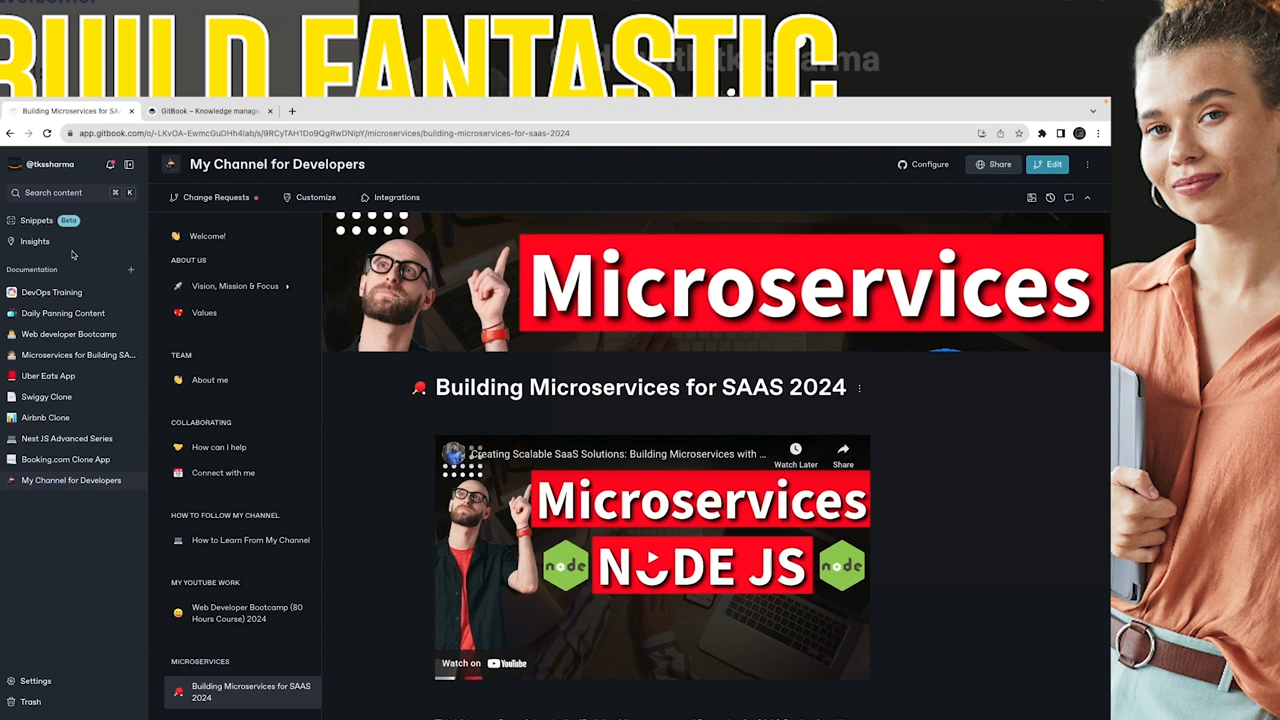 BUILD FANTASTIC
Building Microservices for SA
GitBook – Knowledge manage
app.gitbook.com/o/-LKvOA-EwmcGuDHh4lab/s/9RCyTAH1Do9QgRwDNipY/microservices/building-microservices-for-saas-2024
@tkssharma
My Channel for Developers
Configure
Share
Edit
Search content
⌘ K
Change Requests
Customize
Integrations
Snippets Beta
Insights
Documentation
DevOps Training
Daily Panning Content
Web developer Bootcamp
Microservices for Building SA...
Uber Eats App
Swiggy Clone
Airbnb Clone
Nest JS Advanced Series
Booking.com Clone App
My Channel for Developers
Settings
Trash
Welcome!
ABOUT US
Vision, Mission & Focus
Values
TEAM
About me
COLLABORATING
How can I help
Connect with me
HOW TO FOLLOW MY CHANNEL
How to Learn From My Channel
MY YOUTUBE WORK
Web Developer Bootcamp (80
Hours Course) 2024
MICROSERVICES
Building Microservices for SAAS
2024
Microservices
Building Microservices for SAAS 2024
Creating Scalable SaaS Solutions: Building Microservices with ...
Watch Later
Share
Microservices
node
NODE JS
node
Watch on YouTube